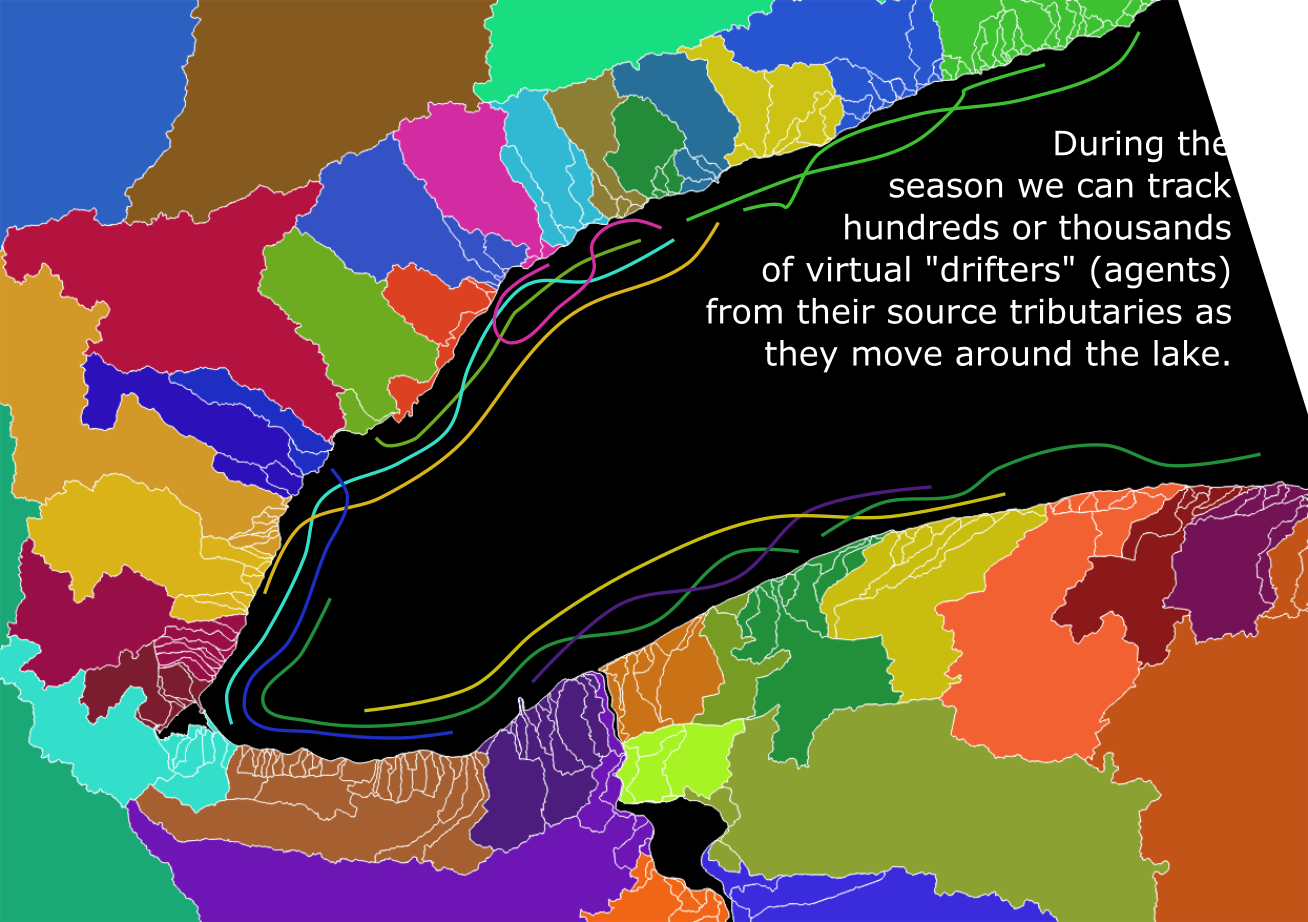 During the
season we can track
hundreds or thousands
of virtual "drifters" (agents)
from their source tributaries as
they move around the lake.